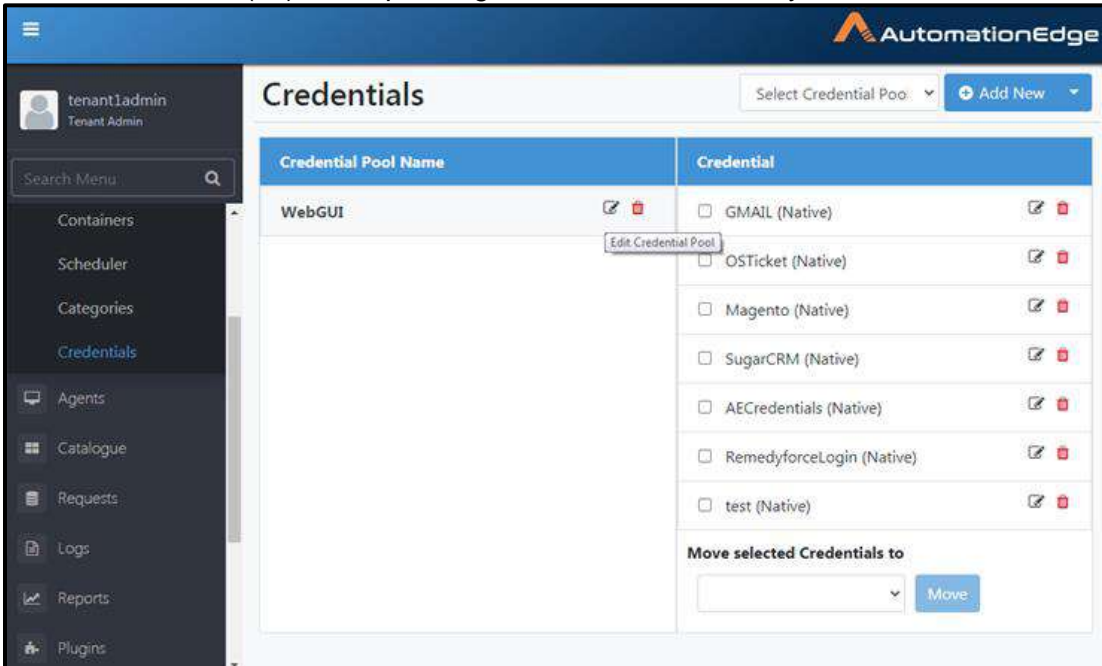 AutomationEdge
tenant1admin
Tenant Admin
Search Menu
Containers
Scheduler
Categories
Credentials
Agents
Catalogue
Requests
Logs
Reports
Plugins
Credentials
Select Credential Poo
Add New
Credential Pool Name
Credential
WebGUI
Edit Credential Pool
GMAIL (Native)
OSTicket (Native)
Magento (Native)
SugarCRM (Native)
AECredentials (Native)
RemedyforceLogin (Native)
test (Native)
Move selected Credentials to
Move